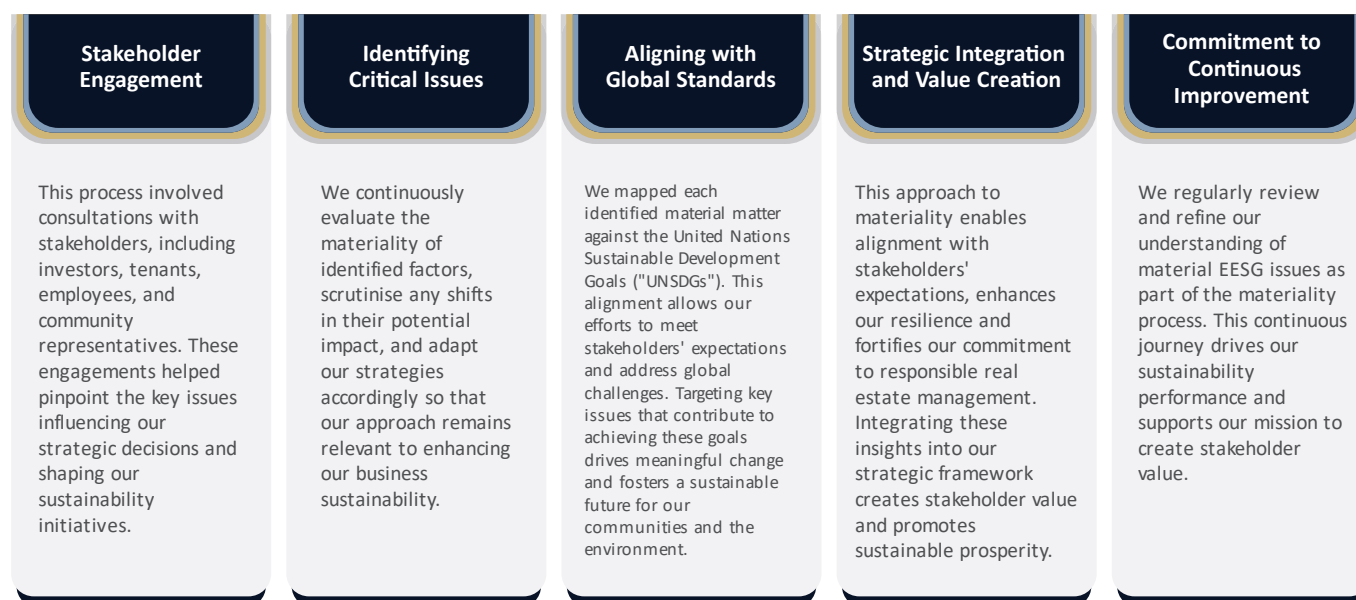 Stakeholder
Engagement
This process involved
consultations with
stakeholders, including
investors, tenants,
employees, and
community
representatives. These
engagements helped
pinpoint the key issues
influencing our
strategic decisions and
shaping our
sustainability
initiatives.
Identifying
Critical Issues
We continuously
evaluate the
materiality of
identified factors,
scrutinise any shifts
in their potential
impact, and adapt
our strategies
accordingly so that
our approach remains
relevant to enhancing
our business
sustainability.
Aligning with
Global Standards
We mapped each
identified material matter
against the United Nations
Sustainable Development
Goals ("UNSDGs"). This
alignment allows our
efforts to meet
stakeholders' expectations
and address global
challenges. Targeting key
issues that contribute to
achieving these goals
drives meaningful change
and fosters a sustainable
future for our
communities and the
environment.
Strategic Integration
and Value Creation
This approach to
materiality enables
alignment with
stakeholders'
expectations, enhances
our resilience and
fortifies our commitment
to responsible real
estate management.
Integrating these
insights into our
strategic framework
creates stakeholder value
and promotes
sustainable prosperity.
Commitment to
Continuous
Improvement
We regularly review
and refine our
understanding of
material EESG issues as
part of the materiality
process. This continuous
journey drives our
sustainability
performance and
supports our mission to
create stakeholder
value.